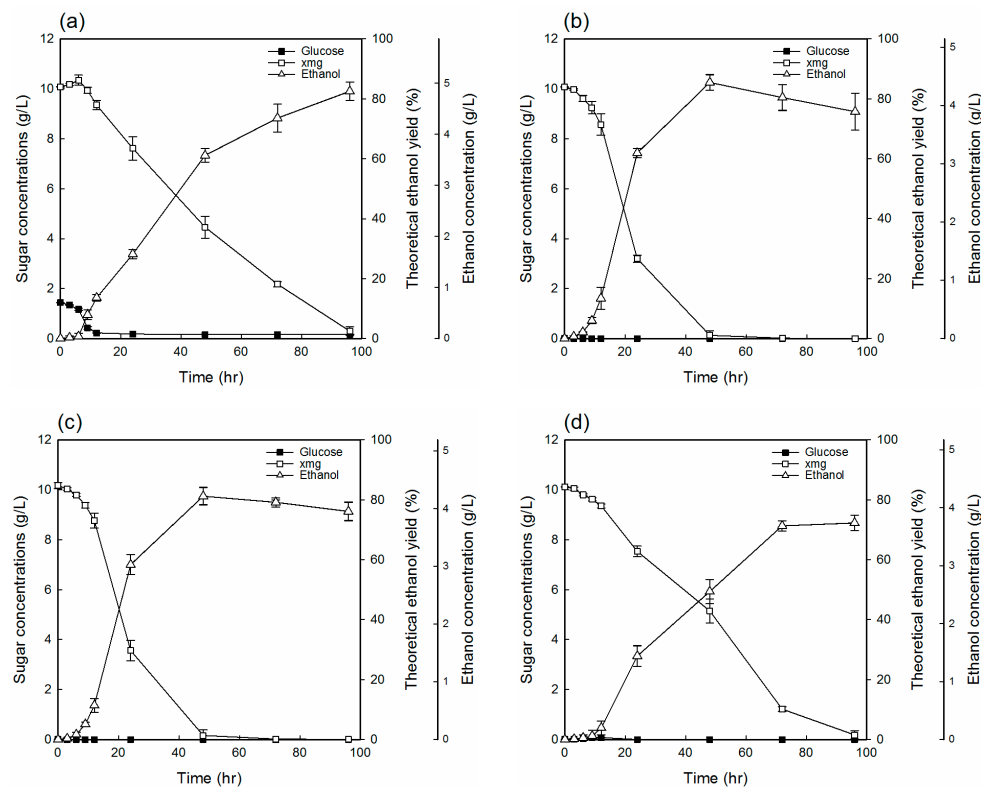 (a)
Glucose
xmg
Ethanol
Sugar concentrations (g/L)
12
10
8
6
4
2
0
0 20 40 60 80 100
Time (hr)
100
80
60
40
20
0
Theoretical ethanol yield (%)
5
4
3
2
1
0
Ethanol concentration (g/L)
(b)
Glucose
xmg
Ethanol
Sugar concentrations (g/L)
12
10
8
6
4
2
0
0 20 40 60 80 100
Time (hr)
100
80
60
40
20
0
Theoretical ethanol yield (%)
5
4
3
2
1
0
Ethanol concentration (g/L)
(c)
Glucose
xmg
Ethanol
Sugar concentrations (g/L)
12
10
8
6
4
2
0
0 20 40 60 80 100
Time (hr)
100
80
60
40
20
0
Theoretical ethanol yield (%)
5
4
3
2
1
0
Ethanol concentration (g/L)
(d)
Glucose
xmg
Ethanol
Sugar concentrations (g/L)
12
10
8
6
4
2
0
0 20 40 60 80 100
Time (hr)
100
80
60
40
20
0
Theoretical ethanol yield (%)
5
4
3
2
1
0
Ethanol concentration (g/L)